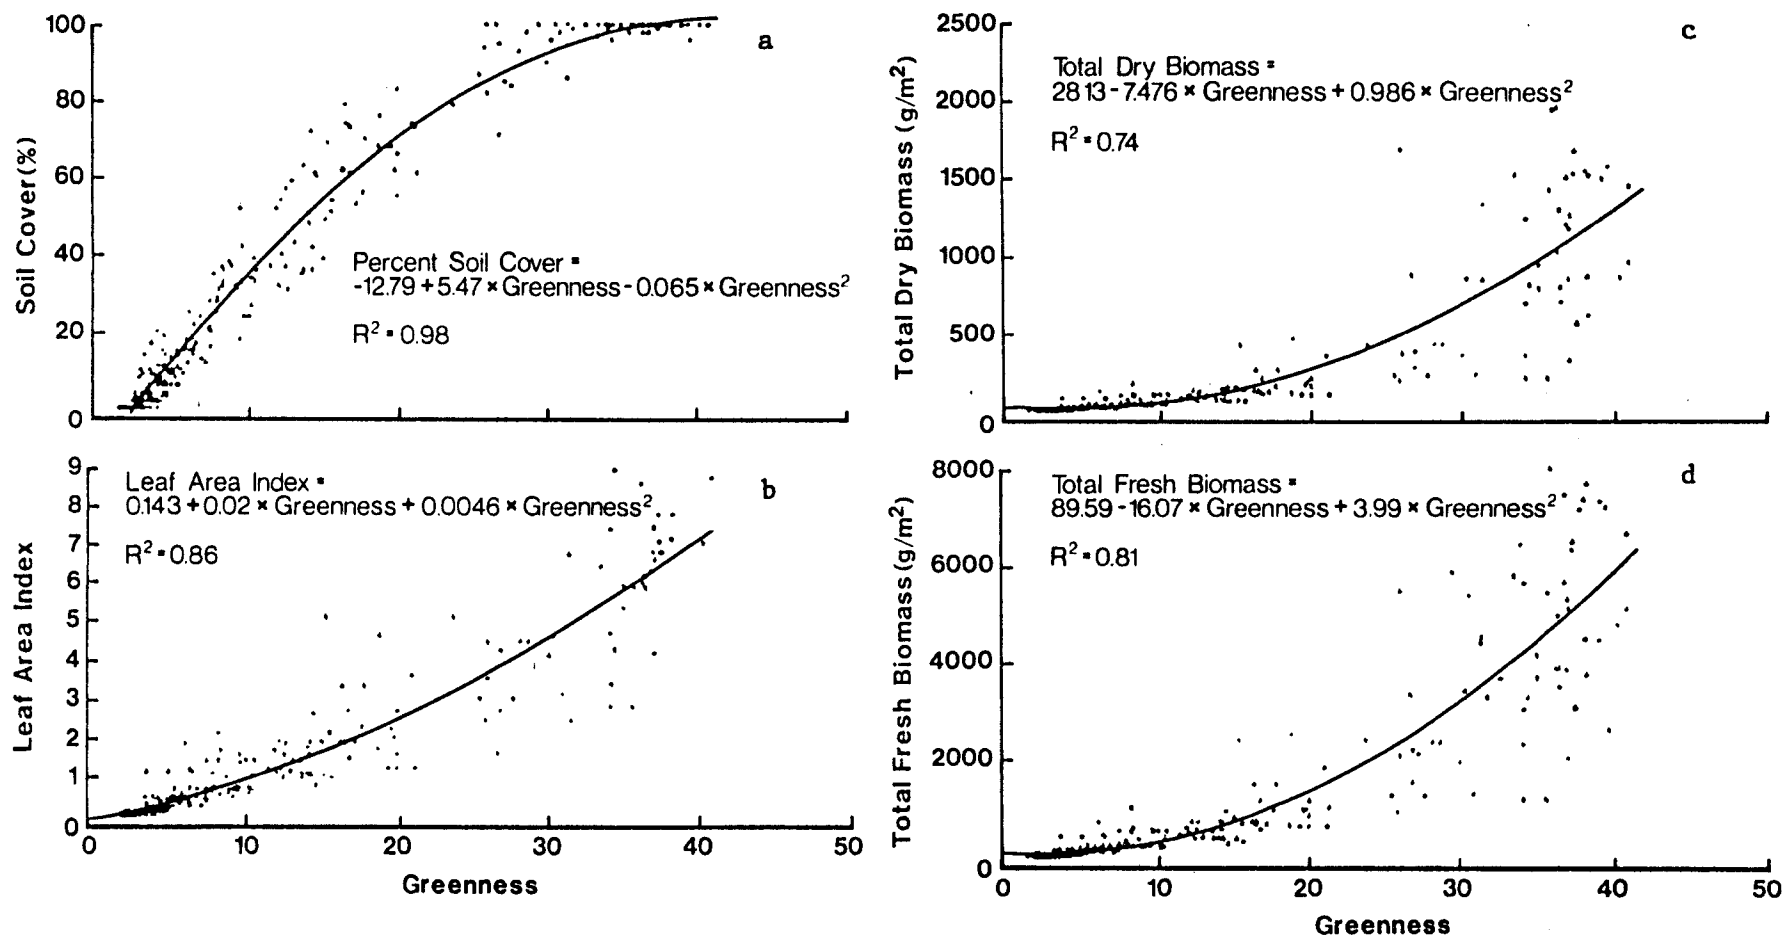 a
Soil Cover (%)
100
80
60
40
20
0
Percent Soil Cover =
-12.79 + 5.47 × Greenness - 0.065 × Greenness²
R² = 0.98
b
Leaf Area Index
9
8
7
6
5
4
3
2
1
0
Leaf Area Index =
0.143 + 0.02 × Greenness + 0.0046 × Greenness²
R² = 0.86
0 10 20 30 40 50
Greenness
c
Total Dry Biomass (g/m²)
2500
2000
1500
1000
500
0
Total Dry Biomass =
2813 - 7.476 × Greenness + 0.986 × Greenness²
R² = 0.74
d
Total Fresh Biomass (g/m²)
8000
6000
4000
2000
0
Total Fresh Biomass =
89.59 - 16.07 × Greenness + 3.99 × Greenness²
R² = 0.81
0 10 20 30 40 50
Greenness